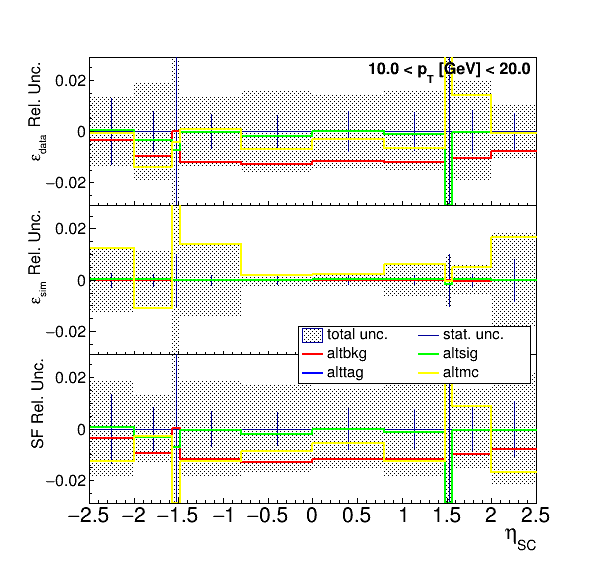 10.0 < p_T [GeV] < 20.0
ε_data Rel. Unc.
0.02
0
−0.02
ε_sim Rel. Unc.
0.02
0
−0.02
total unc. stat. unc.
altbkg altsig
alttag altmc
SF Rel. Unc.
0.02
0
−0.02
−2.5 −2 −1.5 −1 −0.5 0 0.5 1 1.5 2 2.5
η_SC